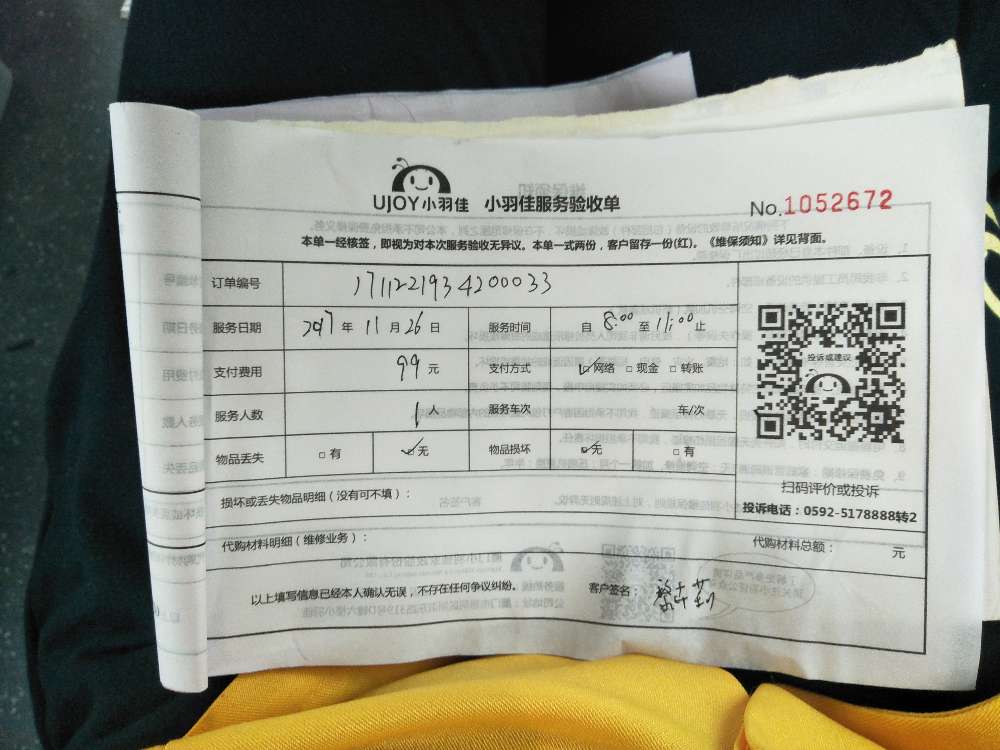 UJOY小羽佳 小羽佳服务验收单
No.1052672
本单一经核签，即视为对本次服务验收无异议。本单一式两份，客户留存一份(红)。《维保须知》详见背面。
订单编号 1711221934200033
服务日期 2017 年 11 月 26 日 服务时间 自 8:00 至 11:00 止
支付费用 99 元 支付方式 ☑网络 □现金 □转账
服务人数 1 人 服务车次 车/次
物品丢失 □有 ☑无 物品损坏 ☑无 □有
投诉或建议
扫码评价或投诉
投诉电话：0592-5178888转2
损坏或丢失物品明细（没有可不填）：
代购材料明细（维修业务）：
代购材料总额： 元
以上填写信息已经本人确认无误，不存在任何争议纠纷。 客户签名：